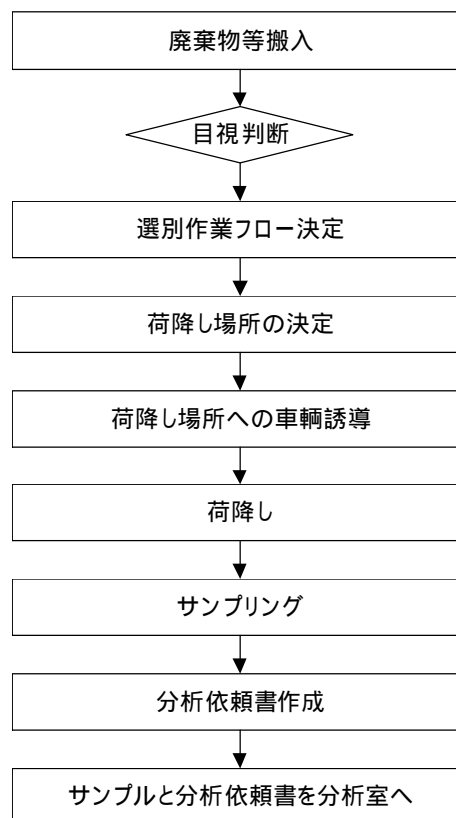 廃棄物等搬入
目視判断
選別作業フロー決定
荷降し場所の決定
荷降し場所への車輌誘導
荷降し
サンプリング
分析依頼書作成
サンプルと分析依頼書を分析室へ